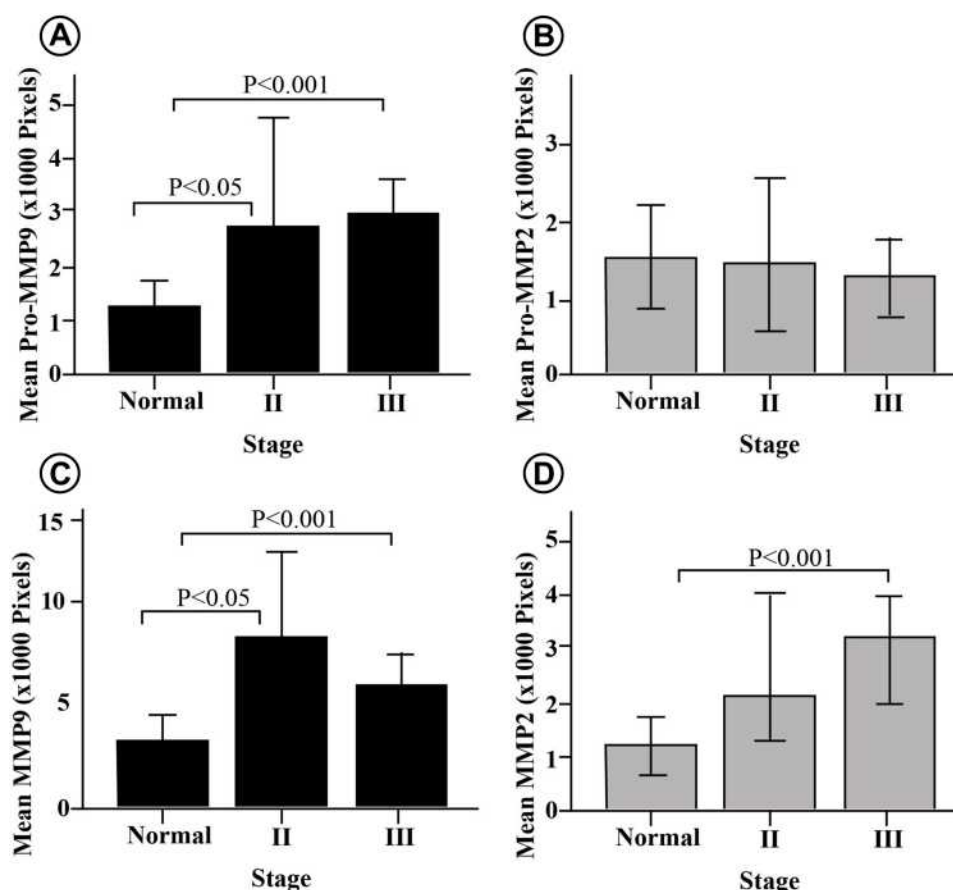 A
Mean Pro-MMP9 (x1000 Pixels)
5
4
3
2
1
0
P<0.001
P<0.05
Normal II III
Stage
B
Mean Pro-MMP2 (x1000 Pixels)
3
2
1
0
Normal II III
Stage
C
Mean MMP9 (x1000 Pixels)
15
10
5
0
P<0.001
P<0.05
Normal II III
Stage
D
Mean MMP2 (x1000 Pixels)
5
4
3
2
1
0
P<0.001
Normal II III
Stage